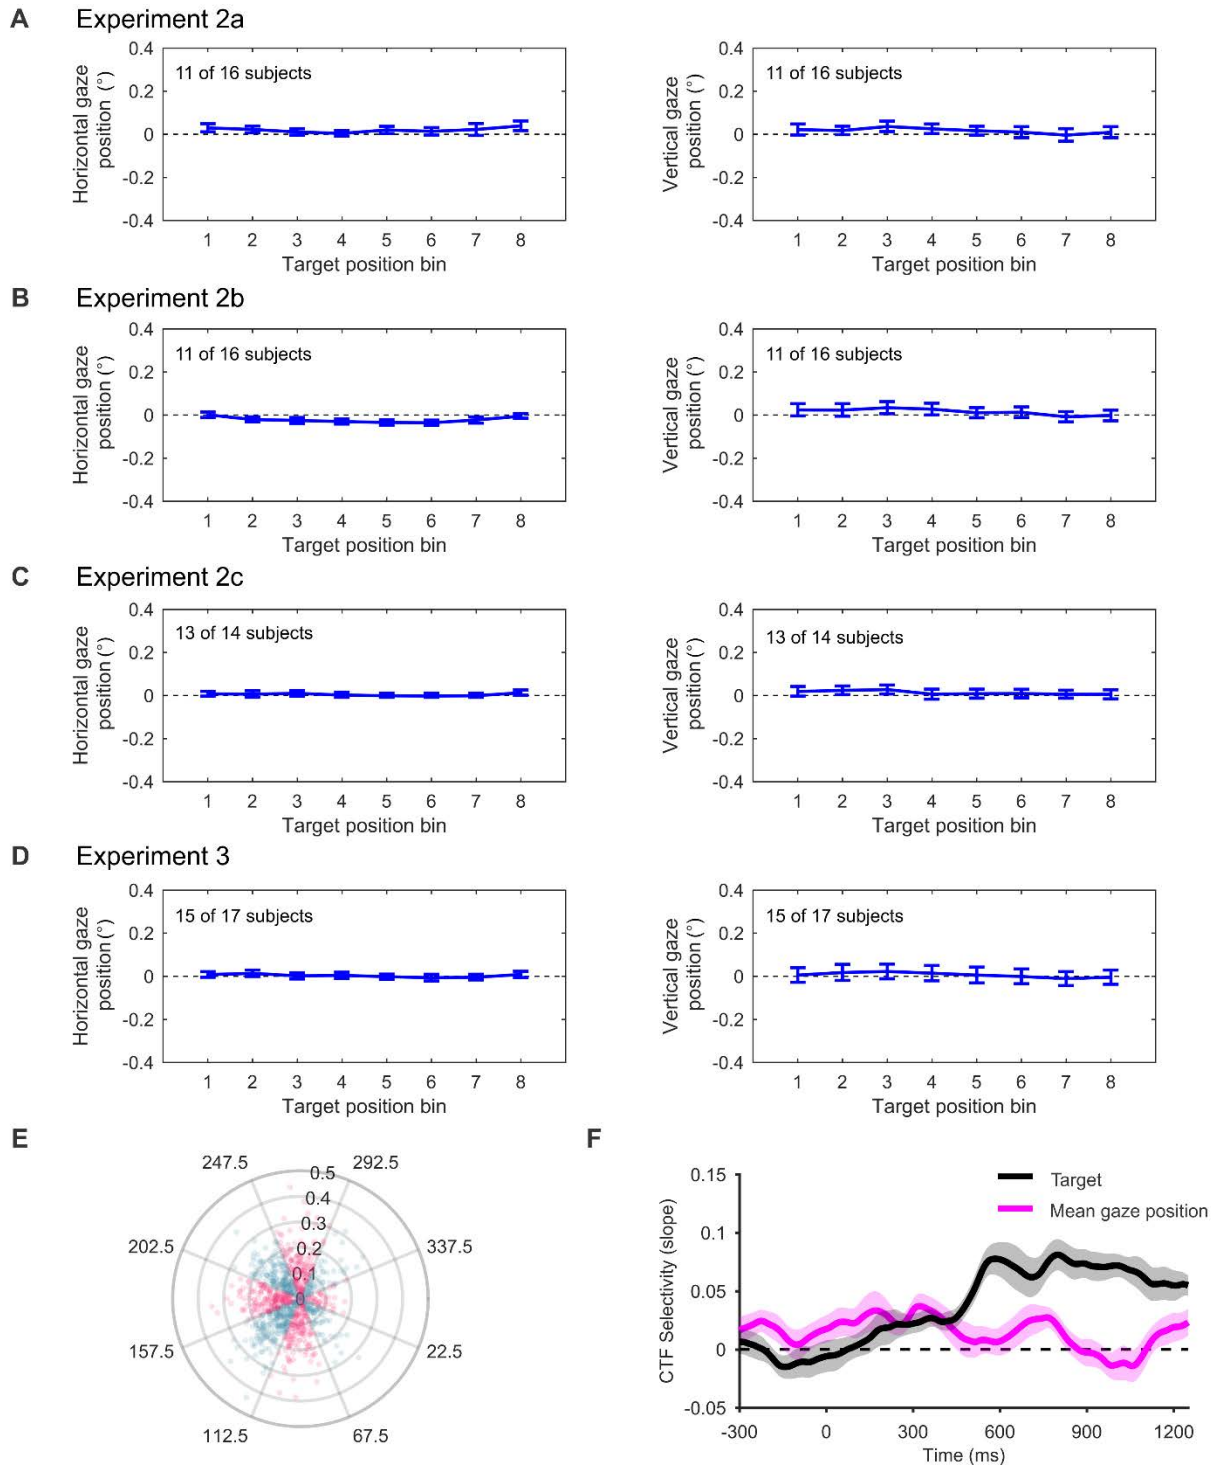 A Experiment 2a
Horizontal gaze
position (°)
0.4
0.2
0
-0.2
-0.4
11 of 16 subjects
1 2 3 4 5 6 7 8
Target position bin
Vertical gaze
position (°)
0.4
0.2
0
-0.2
-0.4
11 of 16 subjects
1 2 3 4 5 6 7 8
Target position bin
B Experiment 2b
Horizontal gaze
position (°)
0.4
0.2
0
-0.2
-0.4
11 of 16 subjects
1 2 3 4 5 6 7 8
Target position bin
Vertical gaze
position (°)
0.4
0.2
0
-0.2
-0.4
11 of 16 subjects
1 2 3 4 5 6 7 8
Target position bin
C Experiment 2c
Horizontal gaze
position (°)
0.4
0.2
0
-0.2
-0.4
13 of 14 subjects
1 2 3 4 5 6 7 8
Target position bin
Vertical gaze
position (°)
0.4
0.2
0
-0.2
-0.4
13 of 14 subjects
1 2 3 4 5 6 7 8
Target position bin
D Experiment 3
Horizontal gaze
position (°)
0.4
0.2
0
-0.2
-0.4
15 of 17 subjects
1 2 3 4 5 6 7 8
Target position bin
Vertical gaze
position (°)
0.4
0.2
0
-0.2
-0.4
15 of 17 subjects
1 2 3 4 5 6 7 8
Target position bin
E
247.5
292.5
202.5
337.5
157.5
22.5
112.5
67.5
0.5
0.4
0.3
0.2
0.1
0
F
CTF Selectivity (slope)
0.15
0.1
0.05
0
-0.05
Target
Mean gaze position
-300 0 300 600 900 1200
Time (ms)